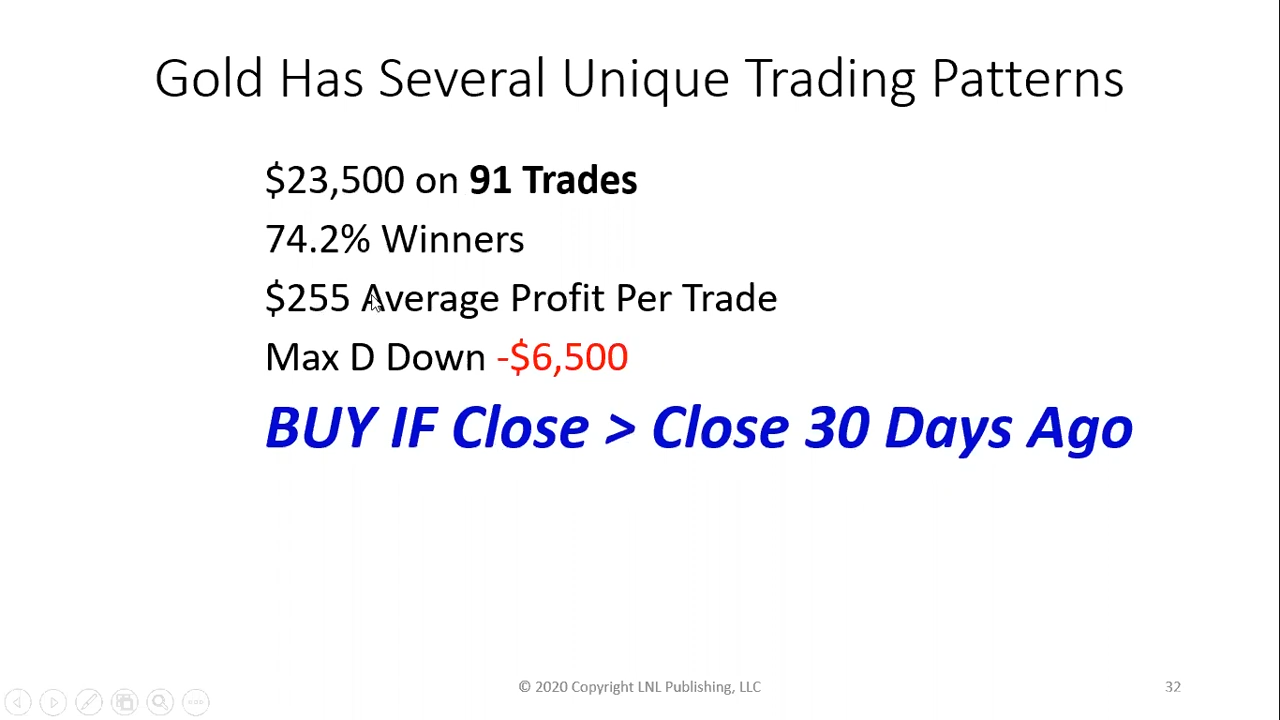 Gold Has Several Unique Trading Patterns
$23,500 on 91 Trades
74.2% Winners
$255 Average Profit Per Trade
Max D Down -$6,500
BUY IF Close > Close 30 Days Ago
© 2020 Copyright LNL Publishing, LLC
32